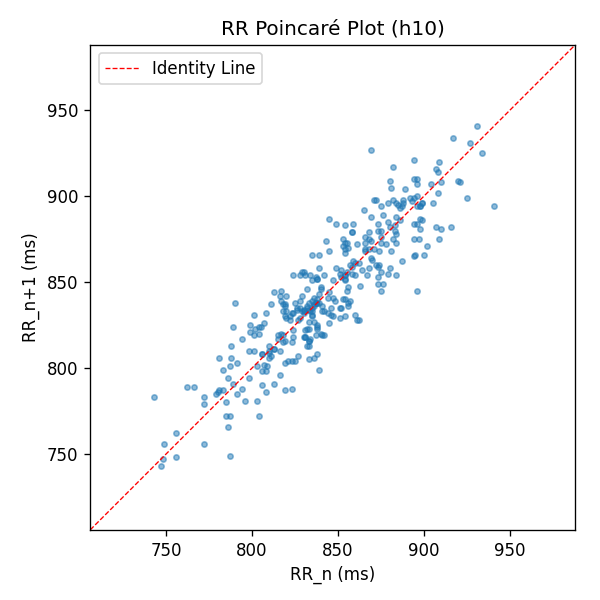 RR Poincaré Plot (h10)
Identity Line
950
900
850
800
750
RR_n+1 (ms)
750 800 850 900 950
RR_n (ms)